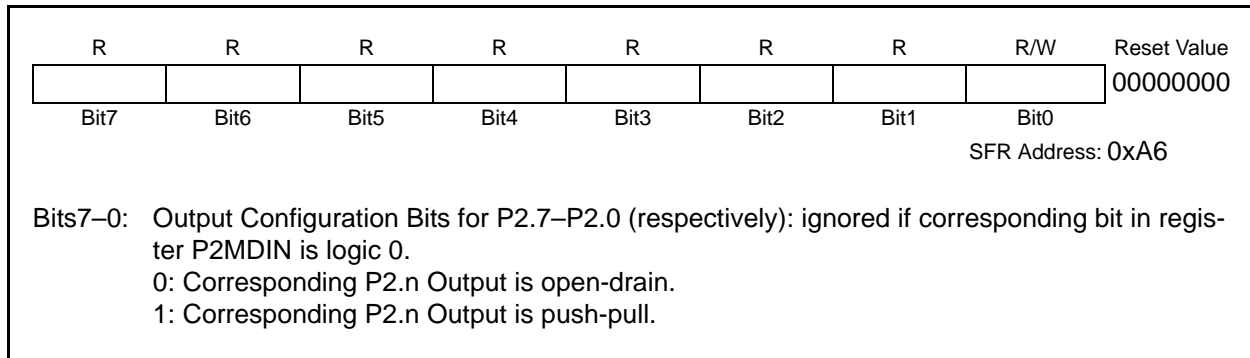 R R R R R R R R/W Reset Value
00000000
Bit7 Bit6 Bit5 Bit4 Bit3 Bit2 Bit1 Bit0
SFR Address: 0xA6
Bits7–0: Output Configuration Bits for P2.7–P2.0 (respectively): ignored if corresponding bit in regis-
ter P2MDIN is logic 0.
0: Corresponding P2.n Output is open-drain.
1: Corresponding P2.n Output is push-pull.